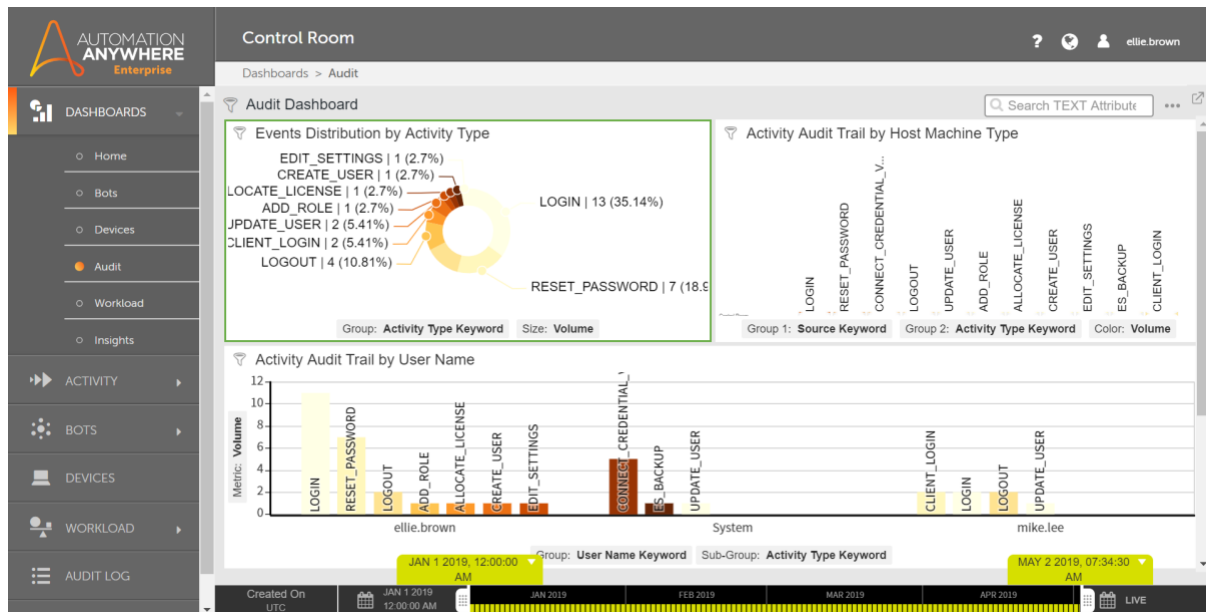 AUTOMATION
ANYWHERE
Enterprise
Control Room
?
ellie.brown
Dashboards > Audit
DASHBOARDS
Home
Bots
Devices
Audit
Workload
Insights
ACTIVITY
BOTS
DEVICES
WORKLOAD
AUDIT LOG
Audit Dashboard
Search TEXT Attribute
Events Distribution by Activity Type
EDIT_SETTINGS | 1 (2.7%)
CREATE_USER | 1 (2.7%)
LOCATE_LICENSE | 1 (2.7%)
ADD_ROLE | 1 (2.7%)
UPDATE_USER | 2 (5.41%)
CLIENT_LOGIN | 2 (5.41%)
LOGOUT | 4 (10.81%)
LOGIN | 13 (35.14%)
RESET_PASSWORD | 7 (18.9
Group: Activity Type Keyword
Size: Volume
Activity Audit Trail by Host Machine Type
LOGIN
RESET_PASSWORD
CONNECT_CREDENTIAL_V...
LOGOUT
UPDATE_USER
ADD_ROLE
ALLOCATE_LICENSE
CREATE_USER
EDIT_SETTINGS
ES_BACKUP
CLIENT_LOGIN
Group 1: Source Keyword
Group 2: Activity Type Keyword
Color: Volume
Activity Audit Trail by User Name
Metric: Volume
12
10
8
6
4
2
0
LOGIN
RESET_PASSWORD
LOGOUT
ADD_ROLE
ALLOCATE_LICENSE
CREATE_USER
EDIT_SETTINGS
CONNECT_CREDENTIAL_
ES_BACKUP
UPDATE_USER
CLIENT_LOGIN
LOGIN
LOGOUT
UPDATE_USER
ellie.brown
System
mike.lee
Group: User Name Keyword
Sub-Group: Activity Type Keyword
JAN 1 2019, 12:00:00
AM
MAY 2 2019, 07:34:30
AM
Created On
UTC
JAN 1 2019
12:00:00 AM
JAN 2019
FEB 2019
MAR 2019
APR 2019
LIVE